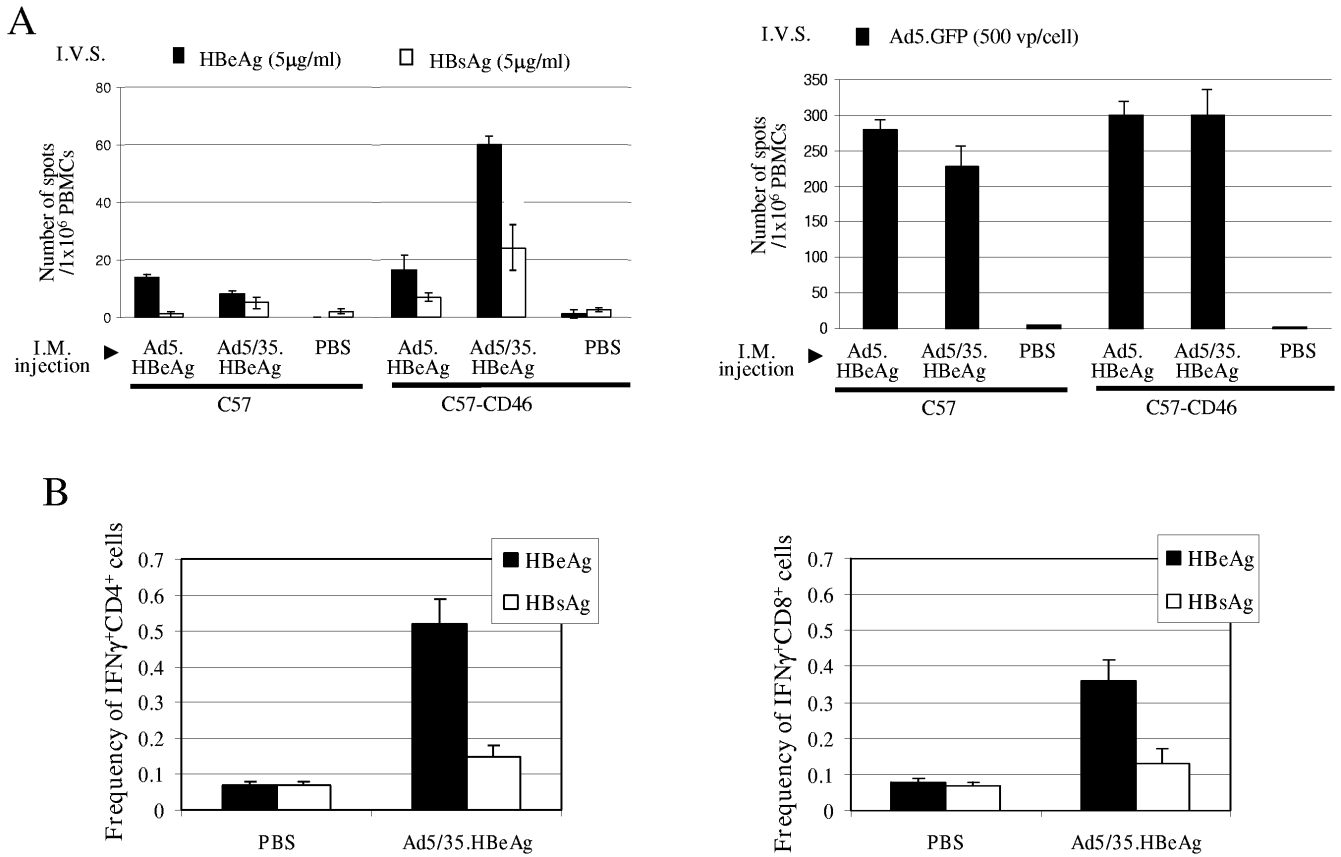 A
I.V.S. HBeAg (5μg/ml) HBsAg (5μg/ml)
Number of spots
/1x10⁶ PBMCs
80
60
40
20
0
I.M.
injection
Ad5.
HBeAg
Ad5/35.
HBeAg
PBS
Ad5.
HBeAg
Ad5/35.
HBeAg
PBS
C57
C57-CD46
I.V.S. Ad5.GFP (500 vp/cell)
Number of spots
/1x10⁶ PBMCs
350
300
250
200
150
100
50
0
I.M.
injection
Ad5.
HBeAg
Ad5/35.
HBeAg
PBS
Ad5.
HBeAg
Ad5/35.
HBeAg
PBS
C57
C57-CD46
B
Frequency of IFNγ⁺CD4⁺ cells
0.7
0.6
0.5
0.4
0.3
0.2
0.1
0
HBeAg
HBsAg
PBS
Ad5/35.HBeAg
Frequency of IFNγ⁺CD8⁺ cells
0.7
0.6
0.5
0.4
0.3
0.2
0.1
0
HBeAg
HBsAg
PBS
Ad5/35.HBeAg